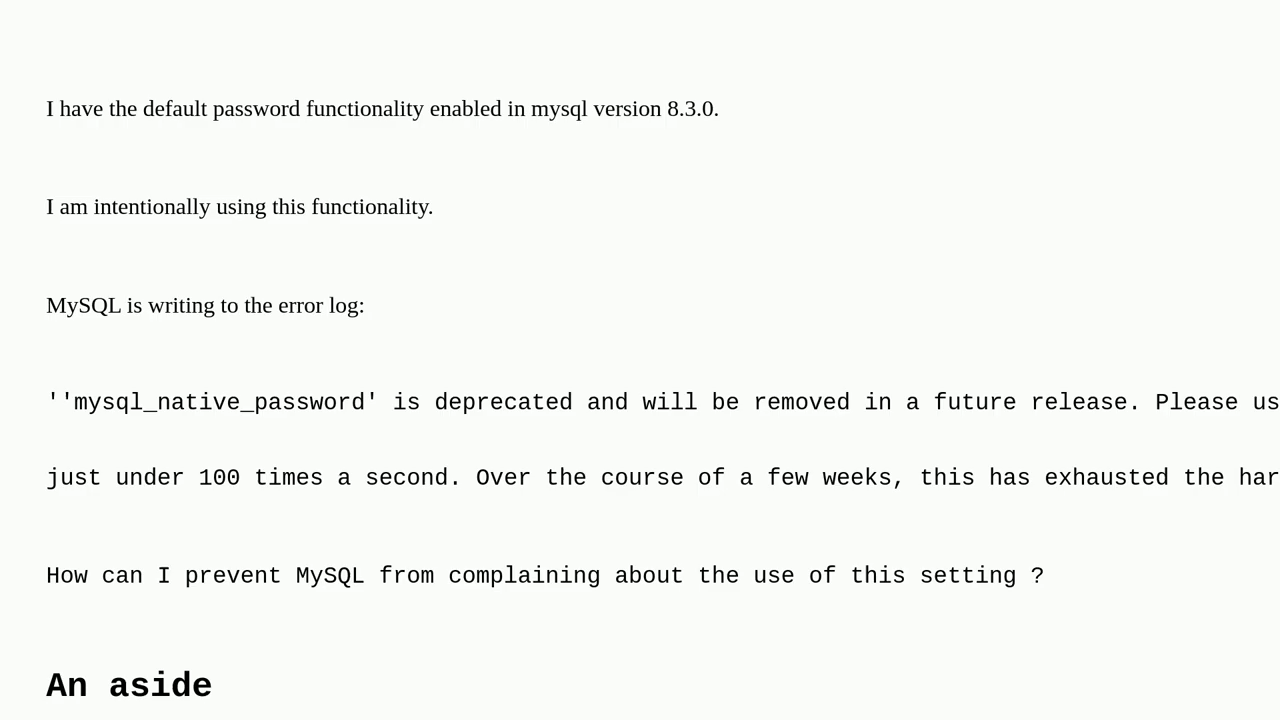 I have the default password functionality enabled in mysql version 8.3.0.
I am intentionally using this functionality.
MySQL is writing to the error log:
''mysql_native_password' is deprecated and will be removed in a future release. Please us
just under 100 times a second. Over the course of a few weeks, this has exhausted the har
How can I prevent MySQL from complaining about the use of this setting ?
An aside